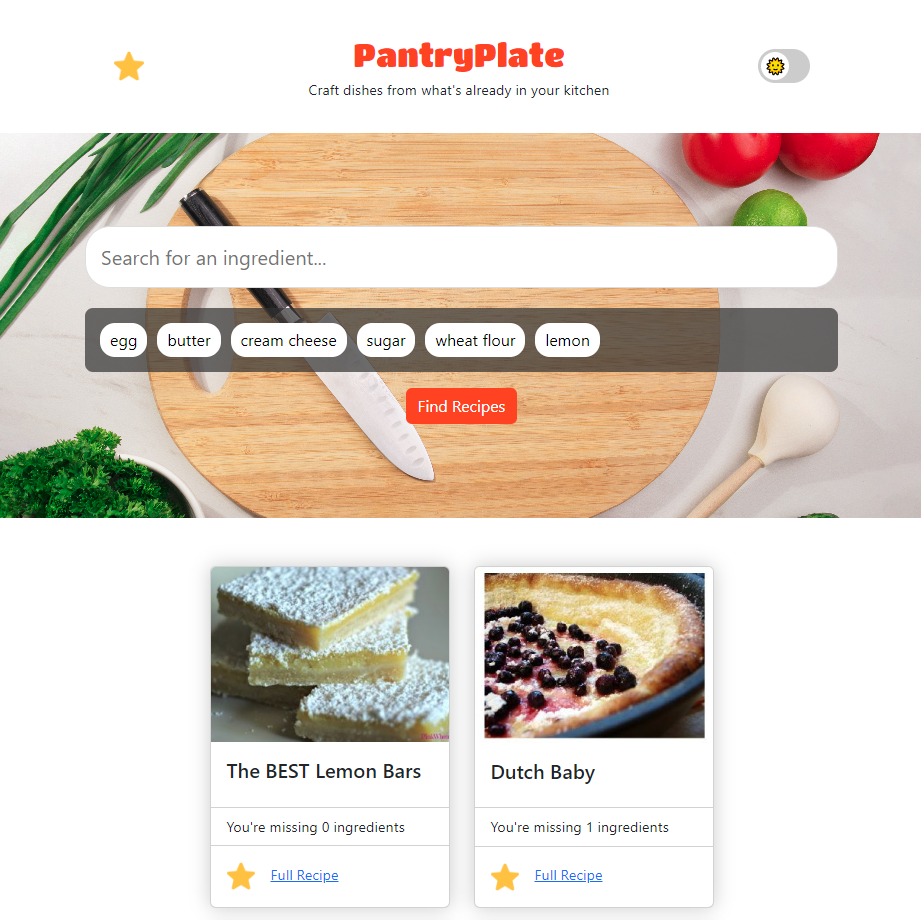 PantryPlate
Craft dishes from what's already in your kitchen
Search for an ingredient...
egg butter cream cheese sugar wheat flour lemon
Find Recipes
The BEST Lemon Bars
Dutch Baby
You're missing 0 ingredients
You're missing 1 ingredients
Full Recipe
Full Recipe